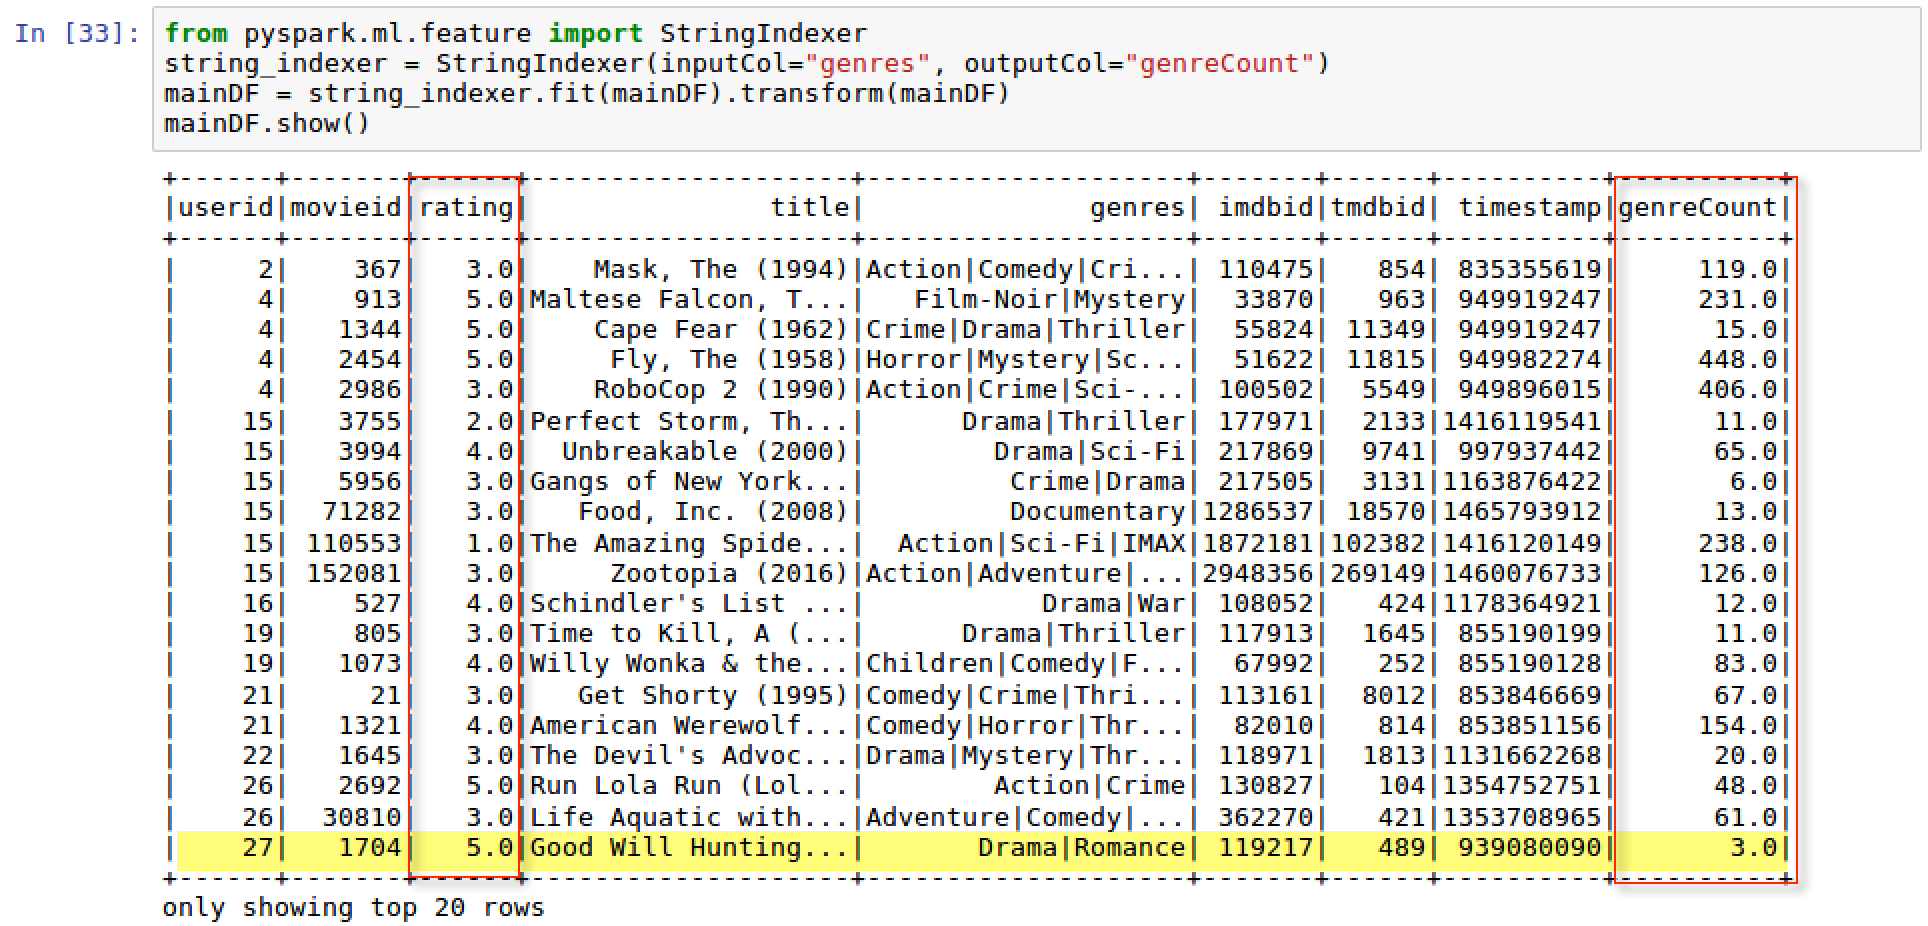 In [33]: from pyspark.ml.feature import StringIndexer
string_indexer = StringIndexer(inputCol="genres", outputCol="genreCount")
mainDF = string_indexer.fit(mainDF).transform(mainDF)
mainDF.show()
+------+-------+------+--------------------+--------------------+-------+------+----------+----------+
|userid|movieid|rating|               title|              genres| imdbid|tmdbid| timestamp|genreCount|
+------+-------+------+--------------------+--------------------+-------+------+----------+----------+
|     2|    367|   3.0|    Mask, The (1994)|Action|Comedy|Cri...| 110475|   854| 835355619|     119.0|
|     4|    913|   5.0|Maltese Falcon, T...|   Film-Noir|Mystery|  33870|   963| 949919247|     231.0|
|     4|   1344|   5.0|    Cape Fear (1962)|Crime|Drama|Thriller|  55824| 11349| 949919247|      15.0|
|     4|   2454|   5.0|     Fly, The (1958)|Horror|Mystery|Sc...|  51622| 11815| 949982274|     448.0|
|     4|   2986|   3.0|    RoboCop 2 (1990)|Action|Crime|Sci-...| 100502|  5549| 949896015|     406.0|
|    15|   3755|   2.0|Perfect Storm, Th...|      Drama|Thriller| 177971|  2133|1416119541|      11.0|
|    15|   3994|   4.0|  Unbreakable (2000)|        Drama|Sci-Fi| 217869|  9741| 997937442|      65.0|
|    15|   5956|   3.0|Gangs of New York...|         Crime|Drama| 217505|  3131|1163876422|       6.0|
|    15|  71282|   3.0|   Food, Inc. (2008)|         Documentary|1286537| 18570|1465793912|      13.0|
|    15| 110553|   1.0|The Amazing Spide...|  Action|Sci-Fi|IMAX|1872181|102382|1416120149|     238.0|
|    15| 152081|   3.0|     Zootopia (2016)|Action|Adventure|...|2948356|269149|1460076733|     126.0|
|    16|    527|   4.0|Schindler's List ...|           Drama|War| 108052|   424|1178364921|      12.0|
|    19|    805|   3.0|Time to Kill, A (...|      Drama|Thriller| 117913|  1645| 855190199|      11.0|
|    19|   1073|   4.0|Willy Wonka & the...|Children|Comedy|F...|  67992|   252| 855190128|      83.0|
|    21|     21|   3.0|   Get Shorty (1995)|Comedy|Crime|Thri...| 113161|  8012| 853846669|      67.0|
|    21|   1321|   4.0|American Werewolf...|Comedy|Horror|Thr...|  82010|   814| 853851156|     154.0|
|    22|   1645|   3.0|The Devil's Advoc...|Drama|Mystery|Thr...| 118971|  1813|1131662268|      20.0|
|    26|   2692|   5.0|Run Lola Run (Lol...|        Action|Crime| 130827|   104|1354752751|      48.0|
|    26|  30810|   3.0|Life Aquatic with...|Adventure|Comedy|...| 362270|   421|1353708965|      61.0|
|    27|   1704|   5.0|Good Will Hunting...|       Drama|Romance| 119217|   489| 939080090|       3.0|
+------+-------+------+--------------------+--------------------+-------+------+----------+----------+
only showing top 20 rows